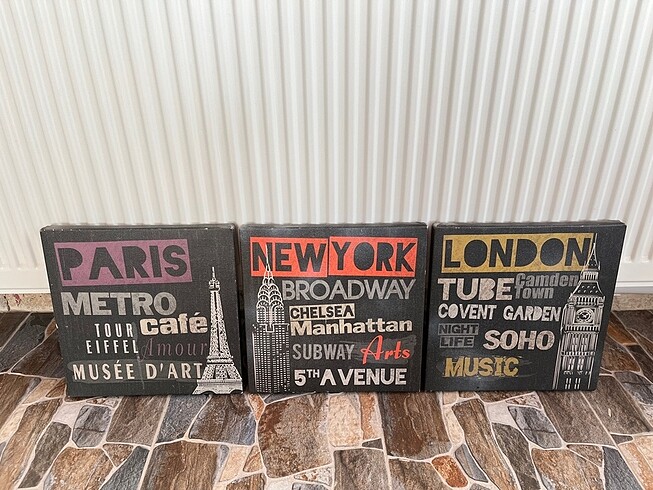 PARIS
METRO
TOUR café
EIFFEL Amour
MUSÉE D'ART
NEW YORK
BROADWAY
CHELSEA
Manhattan
SUBWAY Arts
5TH AVENUE
LONDON
TUBE Camden
Town
COVENT GARDEN
NIGHT
LIFE SOHO
MUSIC